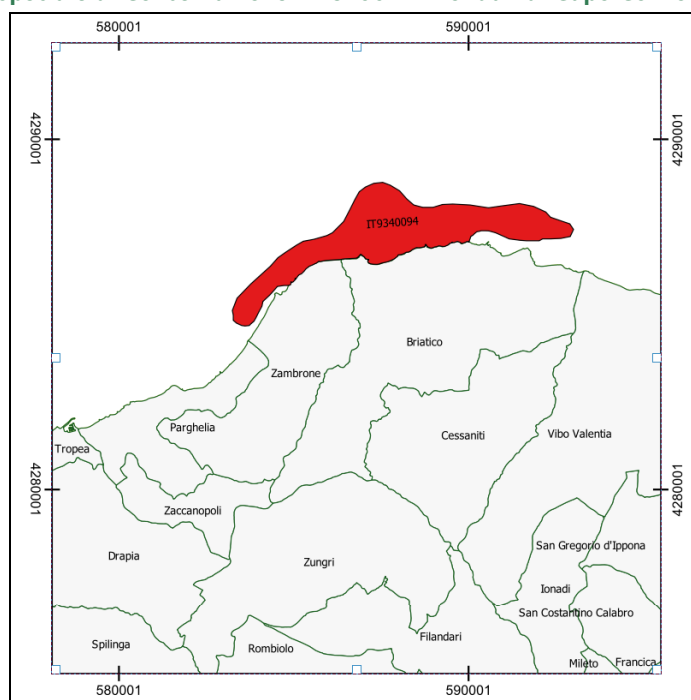 580001
590001
4290001
4290001
IT9340094
Briatico
Zambrone
Parghelia
Cessaniti
Vibo Valentia
Tropea
4280001
4280001
Zaccanopoli
San Gregorio d'Ippona
Drapia
Zungri
Ionadi
San Costantino Calabro
Filandari
Spilinga
Rombiolo
Mileto
Francica
580001
590001